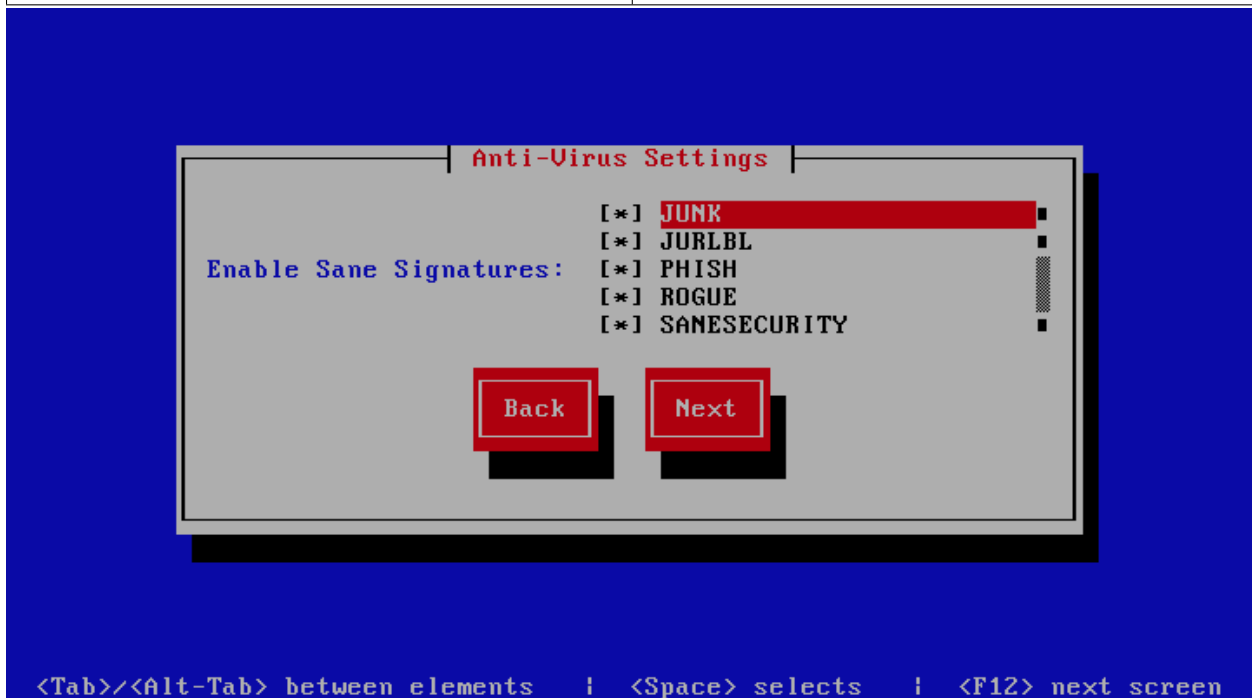 Anti-Virus Settings
[*] JUNK
[*] JURLBL
Enable Sane Signatures: [*] PHISH
[*] ROGUE
[*] SANESECURITY
Back Next
<Tab>/<Alt-Tab> between elements | <Space> selects | <F12> next screen